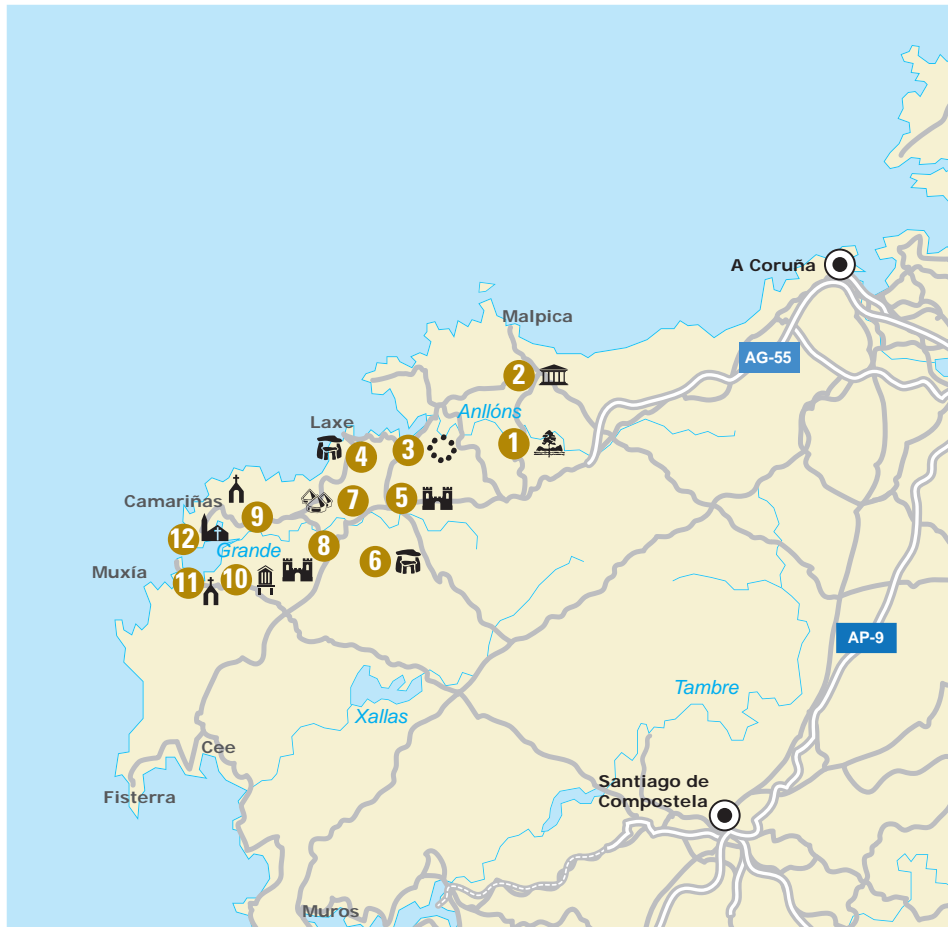 A Coruña
Malpica
AG-55
2
Anllóns
Laxe
1
3
4
Camariñas
7
5
9
12
Grande
8
6
Muxía
11
10
AP-9
Tambre
Xallas
Cee
Santiago de
Compostela
Fisterra
Muros